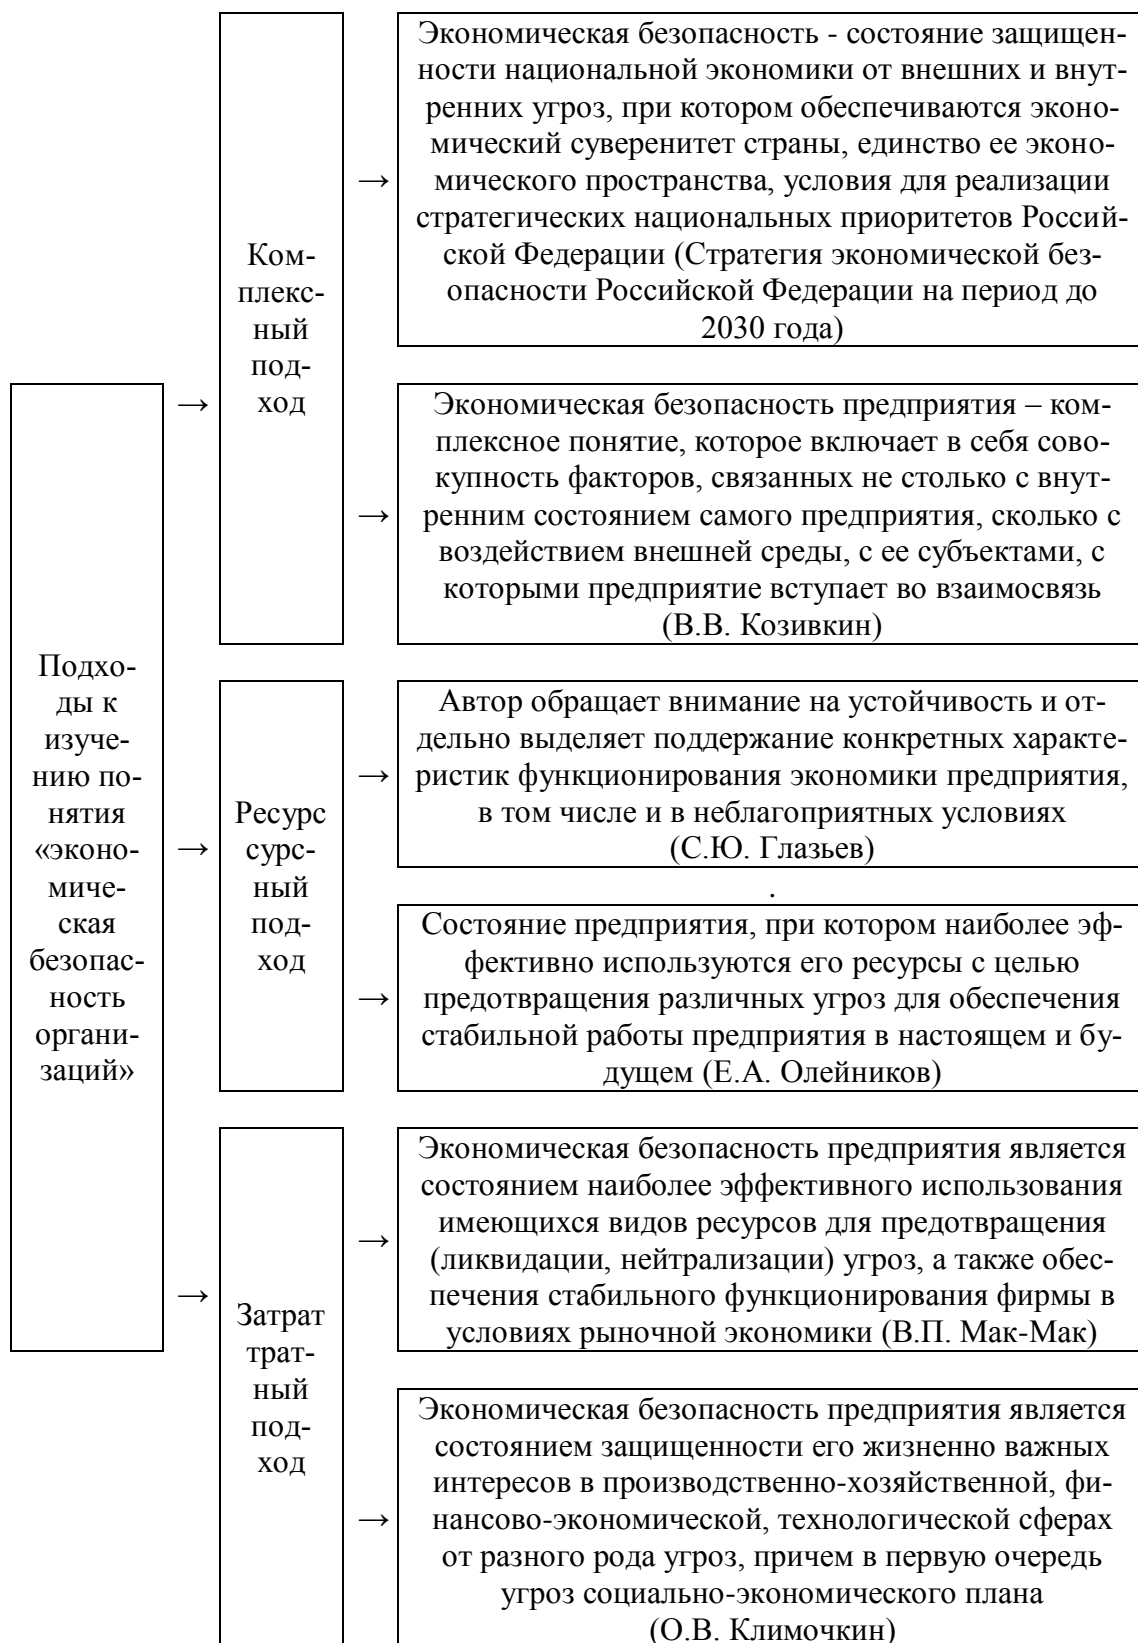 Подхо-
ды к
изуче-
нию по-
нятия
«эконо-
миче-
ская
безопас-
ность
органи-
заций»
→
Ком-
плекс-
ный
под-
ход
→
Экономическая безопасность - состояние защищен-
ности национальной экономики от внешних и внут-
ренних угроз, при котором обеспечиваются эконо-
мический суверенитет страны, единство ее эконо-
мического пространства, условия для реализации
стратегических национальных приоритетов Россий-
ской Федерации (Стратегия экономической без-
опасности Российской Федерации на период до
2030 года)
→
Экономическая безопасность предприятия – ком-
плексное понятие, которое включает в себя сово-
купность факторов, связанных не столько с внут-
ренним состоянием самого предприятия, сколько с
воздействием внешней среды, с ее субъектами, с
которыми предприятие вступает во взаимосвязь
(В.В. Козивкин)
→
Ресурс
сурс-
ный
под-
ход
→
Автор обращает внимание на устойчивость и от-
дельно выделяет поддержание конкретных характе-
ристик функционирования экономики предприятия,
в том числе и в неблагоприятных условиях
(С.Ю. Глазьев)
.
→
Состояние предприятия, при котором наиболее эф-
фективно используются его ресурсы с целью
предотвращения различных угроз для обеспечения
стабильной работы предприятия в настоящем и бу-
дущем (Е.А. Олейников)
→
Затрат
трат-
ный
под-
ход
→
Экономическая безопасность предприятия является
состоянием наиболее эффективного использования
имеющихся видов ресурсов для предотвращения
(ликвидации, нейтрализации) угроз, а также обес-
печения стабильного функционирования фирмы в
условиях рыночной экономики (В.П. Мак-Мак)
→
Экономическая безопасность предприятия является
состоянием защищенности его жизненно важных
интересов в производственно-хозяйственной, фи-
нансово-экономической, технологической сферах
от разного рода угроз, причем в первую очередь
угроз социально-экономического плана
(О.В. Климочкин)